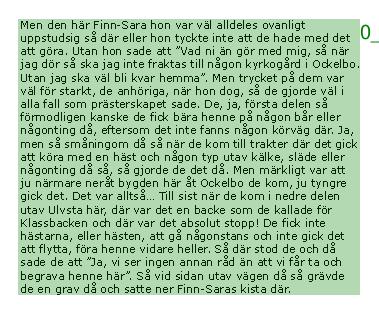 Men den här Finn-Sara hon var väl alldeles ovanligt
uppstudsig så där eller hon tyckte inte att de hade med det
att göra. Utan hon sade att ”Vad ni än gör med mig, så när
jag dör så ska jag inte fraktas till någon kyrkogård i Ockelbo.
Utan jag ska väl bli kvar hemma”. Men trycket på dem var
väl för starkt, de anhöriga, när hon dog, så de gjorde väl i
alla fall som prästerskapet sade. De, ja, första delen så
förmodligen kanske de fick bära henne på någon bår eller
någonting då, eftersom det inte fanns någon körväg där. Ja,
men så småningom då så när de kom till trakter där det gick
att köra med en häst och någon typ utav kälke, släde eller
någonting då så, så gjorde de det då. Men märkligt var att
ju närmare neråt bygden här åt Ockelbo de kom, ju tyngre
gick det. Det var alltså... Till sist när de kom i nedre delen
utav Ulvsta här, där var det en backe som de kallade för
Klassbacken och där var det absolut stopp! De fick inte
hästarna, eller hästen, att gå någonstans och inte gick det
att flytta, föra henne vidare heller. Så där stod de och då
sade de att ”Ja, vi ser ingen annan råd än att vi får ta och
begrava henne här”. Så vid sidan utav vägen då så grävde
de en grav då och satte ner Finn-Saras kista där.